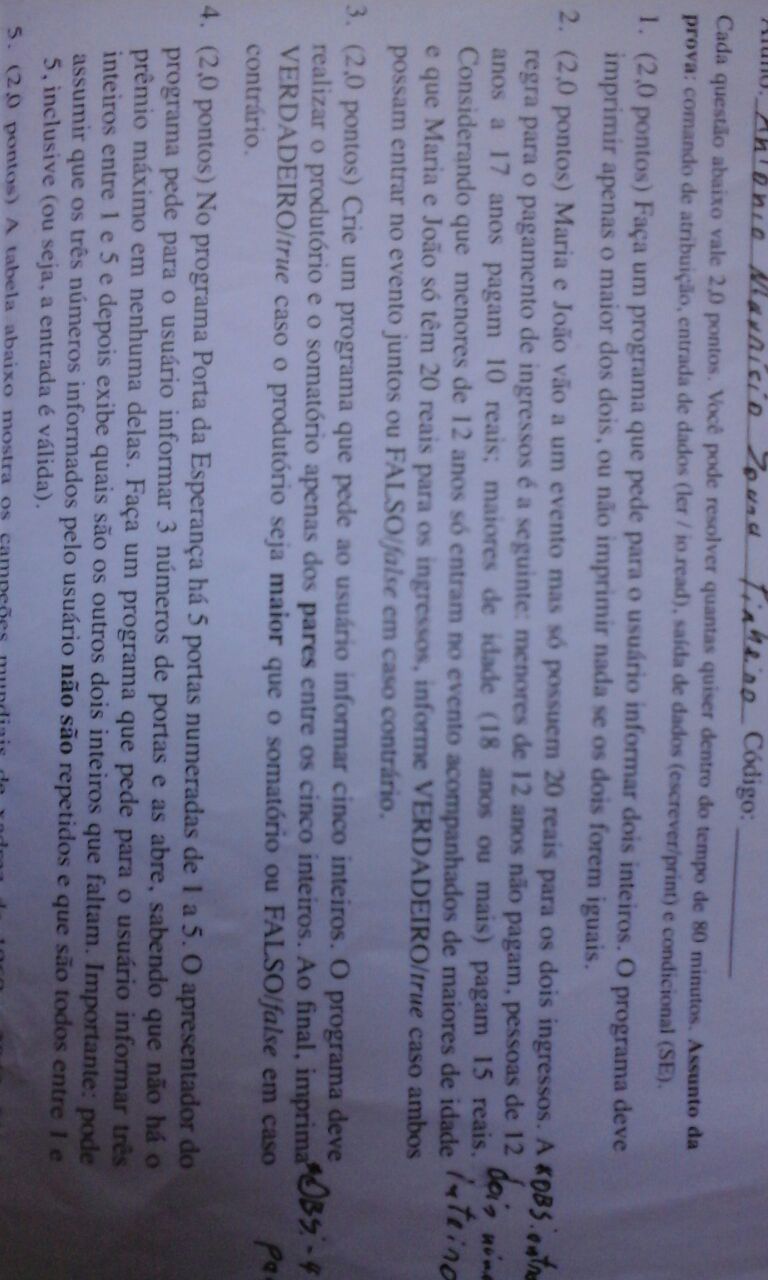 Aluno: Antonio Código:
Cada questão abaixo vale 2,0 pontos. Você pode resolver quantas quiser dentro do tempo de 80 minutos. Assunto da
prova: comando de atribuição, entrada de dados (ler / io.read), saída de dados (escrever/print) e condicional (SE).
1. (2,0 pontos) Faça um programa que pede para o usuário informar dois inteiros. O programa deve
imprimir apenas o maior dos dois, ou não imprimir nada se os dois forem iguais.
2. (2,0 pontos) Maria e João vão a um evento mas só possuem 20 reais para os dois ingressos. A
regra para o pagamento de ingressos é a seguinte: menores de 12 anos não pagam, pessoas de 12
anos a 17 anos pagam 10 reais; maiores de idade (18 anos ou mais) pagam 15 reais.
Considerando que menores de 12 anos só entram no evento acompanhados de maiores de idade
e que Maria e João só têm 20 reais para os ingressos, informe VERDADEIRO/true caso ambos
possam entrar no evento juntos ou FALSO/false em caso contrário.
*OBS: entra
dois
inteiro
3. (2,0 pontos) Crie um programa que pede ao usuário informar cinco inteiros. O programa deve
realizar o produtório e o somatório apenas dos pares entre os cinco inteiros. Ao final, imprima
VERDADEIRO/true caso o produtório seja maior que o somatório ou FALSO/false em caso
contrário.
OBS:
4. (2,0 pontos) No programa Porta da Esperança há 5 portas numeradas de 1 a 5. O apresentador do
programa pede para o usuário informar 3 números de portas e as abre, sabendo que não há o
prêmio máximo em nenhuma delas. Faça um programa que pede para o usuário informar três
inteiros entre 1 e 5 e depois exibe quais são os outros dois inteiros que faltam. Importante: pode
assumir que os três números informados pelo usuário não são repetidos e que são todos entre 1 e
5, inclusive (ou seja, a entrada é válida).
5. (2,0 pontos) A tabela abaixo mostra os campeões mundiais de xadrez de